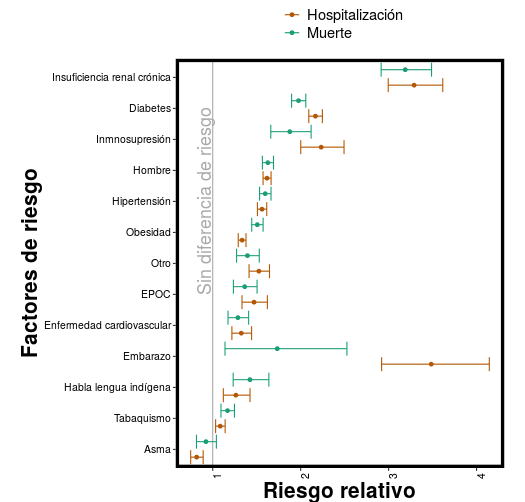 Hospitalización
Muerte
Factores de riesgo
Insuficiencia renal crónica
Diabetes
Inmnosupresión
Hombre
Hipertensión
Obesidad
Otro
EPOC
Enfermedad cardiovascular
Embarazo
Habla lengua indígena
Tabaquismo
Asma
Sin diferencia de riesgo
1
2
3
4
Riesgo relativo